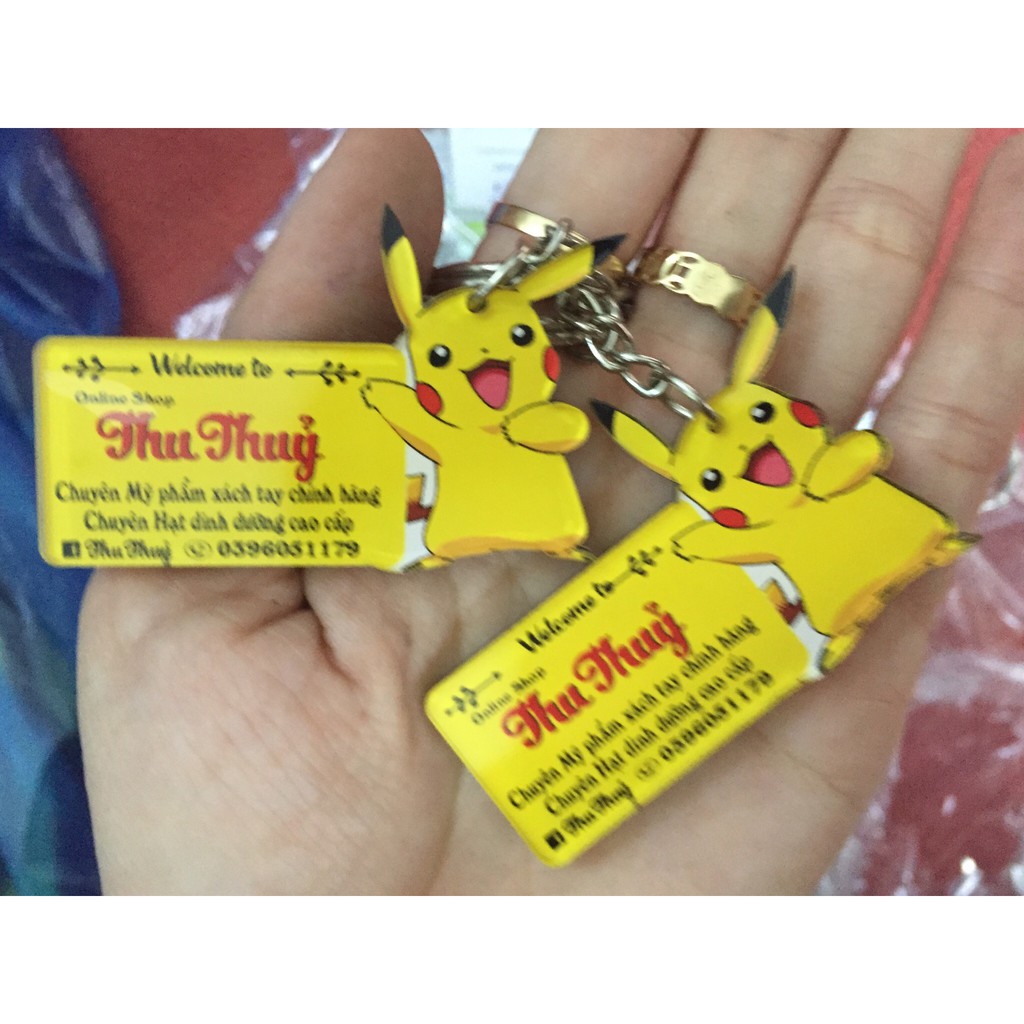 Welcome to
Online Shop
Thu Thuỷ
Chuyên Mỹ phẩm xách tay chính hãng
Chuyên Hạt dinh dưỡng cao cấp
Thu Thuỷ 0396031179
Welcome to
Online Shop
Thu Thuỷ
Chuyên Mỹ phẩm xách tay chính hãng
Chuyên Hạt dinh dưỡng cao cấp
Thu Thuỷ 0396031179